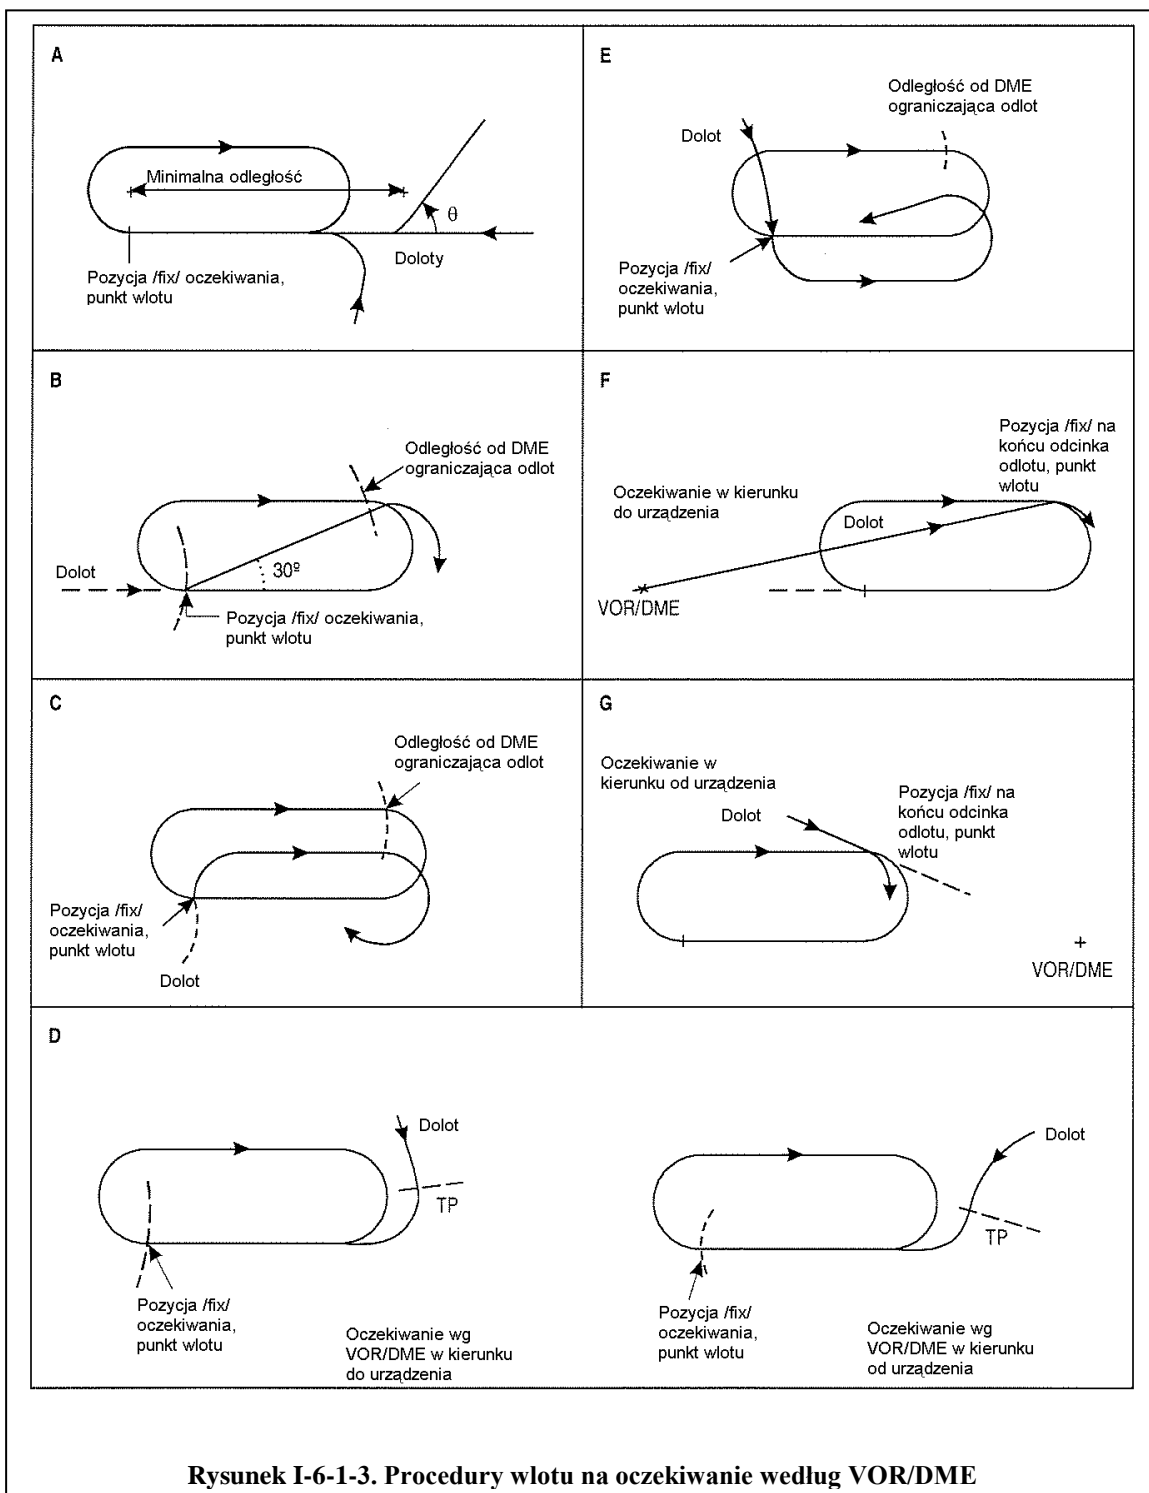 A
Minimalna odległość
θ
Doloty
Pozycja /fix/ oczekiwania,
punkt wlotu
E
Odległość od DME
ograniczająca odlot
Dolot
Pozycja /fix/
oczekiwania,
punkt wlotu
B
Odległość od DME
ograniczająca odlot
Dolot
30º
Pozycja /fix/ oczekiwania,
punkt wlotu
F
Pozycja /fix/ na
końcu odcinka
odlotu, punkt
wlotu
Oczekiwanie w kierunku
do urządzenia
Dolot
VOR/DME
C
Odległość od DME
ograniczająca odlot
Pozycja /fix/
oczekiwania,
punkt wlotu
Dolot
G
Oczekiwanie w
kierunku od urządzenia
Dolot
Pozycja /fix/ na
końcu odcinka
odlotu, punkt
wlotu
VOR/DME
D
Dolot
TP
Pozycja /fix/
oczekiwania,
punkt wlotu
Oczekiwanie wg
VOR/DME w kierunku
do urządzenia
Dolot
TP
Pozycja /fix/
oczekiwania,
punkt wlotu
Oczekiwanie wg
VOR/DME w kierunku
od urządzenia
Rysunek I-6-1-3. Procedury wlotu na oczekiwanie według VOR/DME